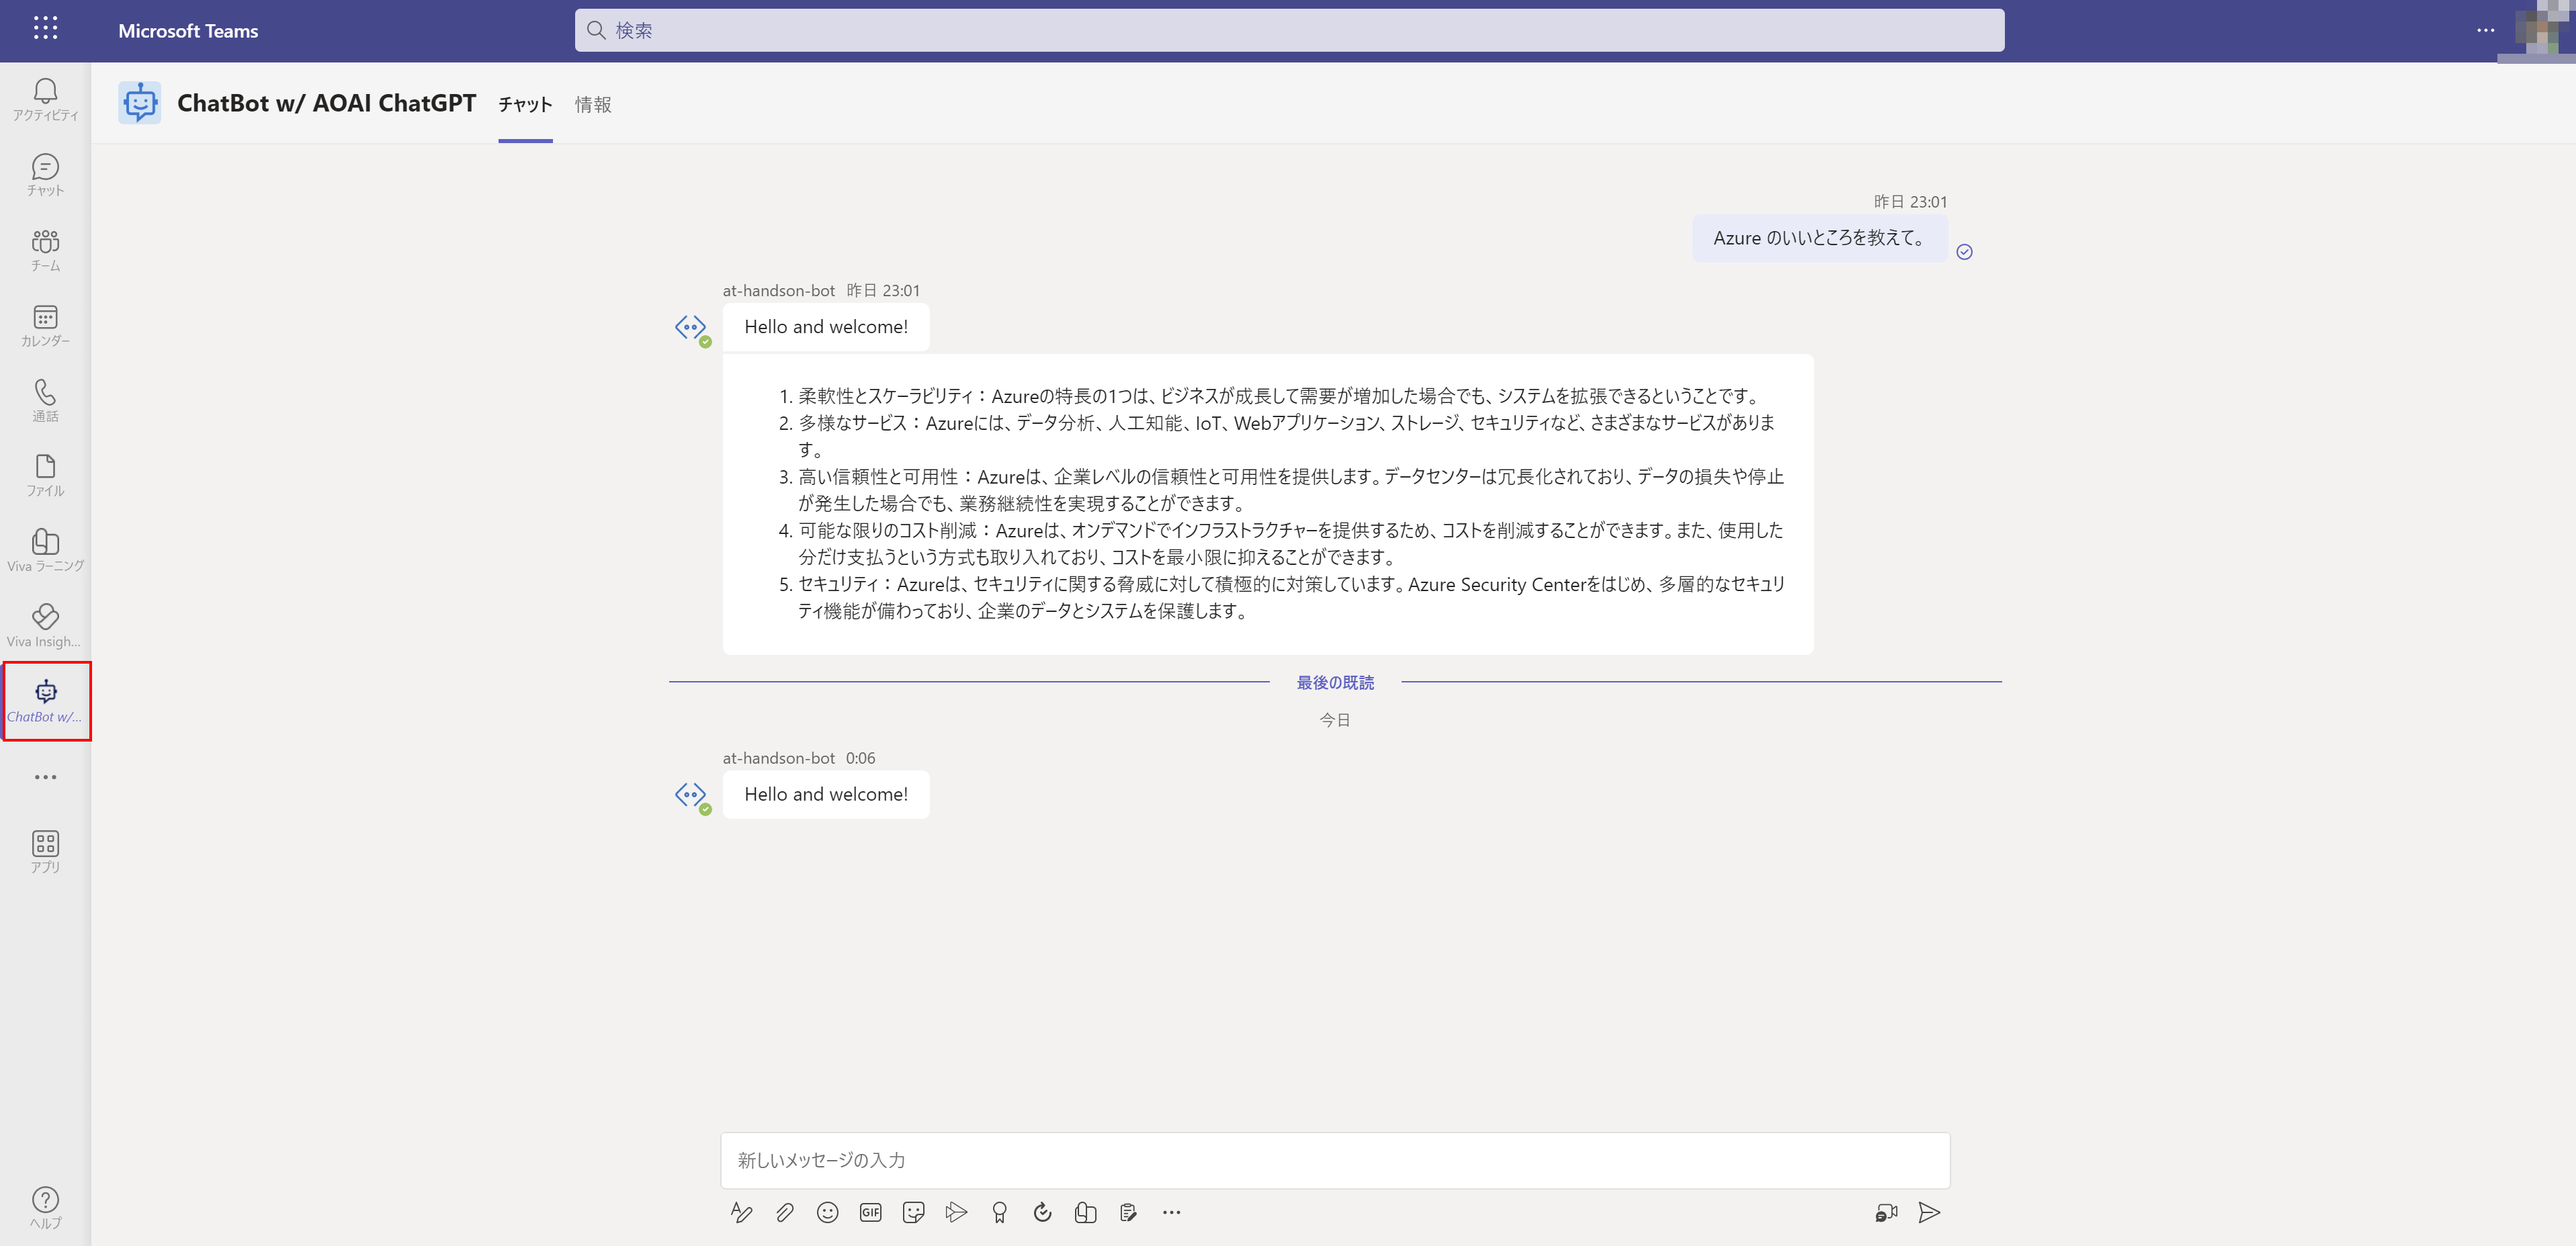 Microsoft Teams
検索
ChatBot w/ AOAI ChatGPT チャット 情報
アクティビティ
チャット
チーム
カレンダー
通話
ファイル
Viva ラーニング
Viva Insigh...
ChatBot w/...
アプリ
ヘルプ
昨日 23:01
Azure のいいところを教えて。
at-handson-bot 昨日 23:01
Hello and welcome!
1. 柔軟性とスケーラビリティ：Azureの特長の1つは、ビジネスが成長して需要が増加した場合でも、システムを拡張できるということです。
2. 多様なサービス：Azureには、データ分析、人工知能、IoT、Webアプリケーション、ストレージ、セキュリティなど、さまざまなサービスがありま
す。
3. 高い信頼性と可用性：Azureは、企業レベルの信頼性と可用性を提供します。データセンターは冗長化されており、データの損失や停止
が発生した場合でも、業務継続性を実現することができます。
4. 可能な限りのコスト削減：Azureは、オンデマンドでインフラストラクチャーを提供するため、コストを削減することができます。また、使用した
分だけ支払うという方式も取り入れており、コストを最小限に抑えることができます。
5. セキュリティ：Azureは、セキュリティに関する脅威に対して積極的に対策しています。Azure Security Centerをはじめ、多層的なセキュリ
ティ機能が備わっており、企業のデータとシステムを保護します。
最後の既読
今日
at-handson-bot 0:06
Hello and welcome!
新しいメッセージの入力
GIF